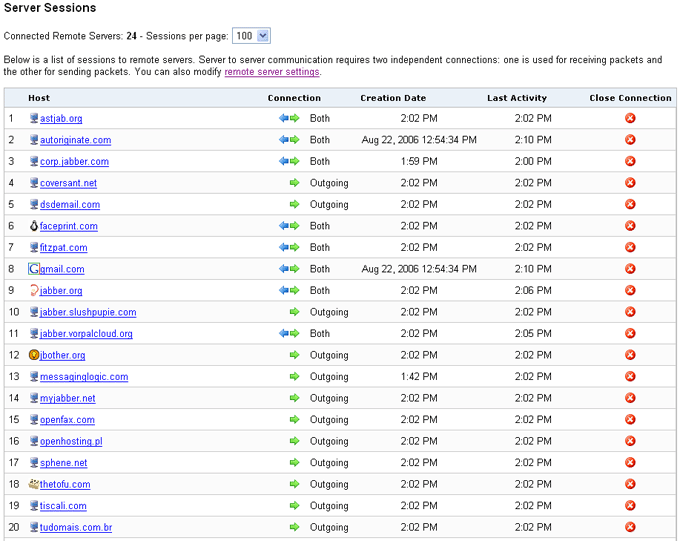 Server Sessions
Connected Remote Servers: 24 - Sessions per page: 100
Below is a list of sessions to remote servers. Server to server communication requires two independent connections: one is used for receiving packets and
the other for sending packets. You can also modify remote server settings.
Host Connection Creation Date Last Activity Close Connection
1 astjab.org Both 2:02 PM 2:02 PM
2 autoriginate.com Both Aug 22, 2006 12:54:34 PM 2:10 PM
3 corp.jabber.com Both 1:59 PM 2:00 PM
4 coversant.net Outgoing 2:02 PM 2:02 PM
5 dsdemail.com Outgoing 2:02 PM 2:02 PM
6 faceprint.com Both 2:02 PM 2:02 PM
7 fitzpat.com Both 2:02 PM 2:02 PM
8 gmail.com Both Aug 22, 2006 12:54:34 PM 2:10 PM
9 jabber.org Both 2:02 PM 2:06 PM
10 jabber.slushpupie.com Outgoing 2:02 PM 2:02 PM
11 jabber.vorpalcloud.org Both 2:02 PM 2:05 PM
12 jbother.org Outgoing 2:02 PM 2:02 PM
13 messaginglogic.com Outgoing 1:42 PM 2:02 PM
14 myjabber.net Outgoing 2:02 PM 2:02 PM
15 openfax.com Outgoing 2:02 PM 2:02 PM
16 openhosting.pl Outgoing 2:02 PM 2:02 PM
17 sphene.net Outgoing 2:02 PM 2:02 PM
18 thetofu.com Outgoing 2:02 PM 2:02 PM
19 tiscali.com Outgoing 2:02 PM 2:02 PM
20 tudomais.com.br Outgoing 2:02 PM 2:02 PM